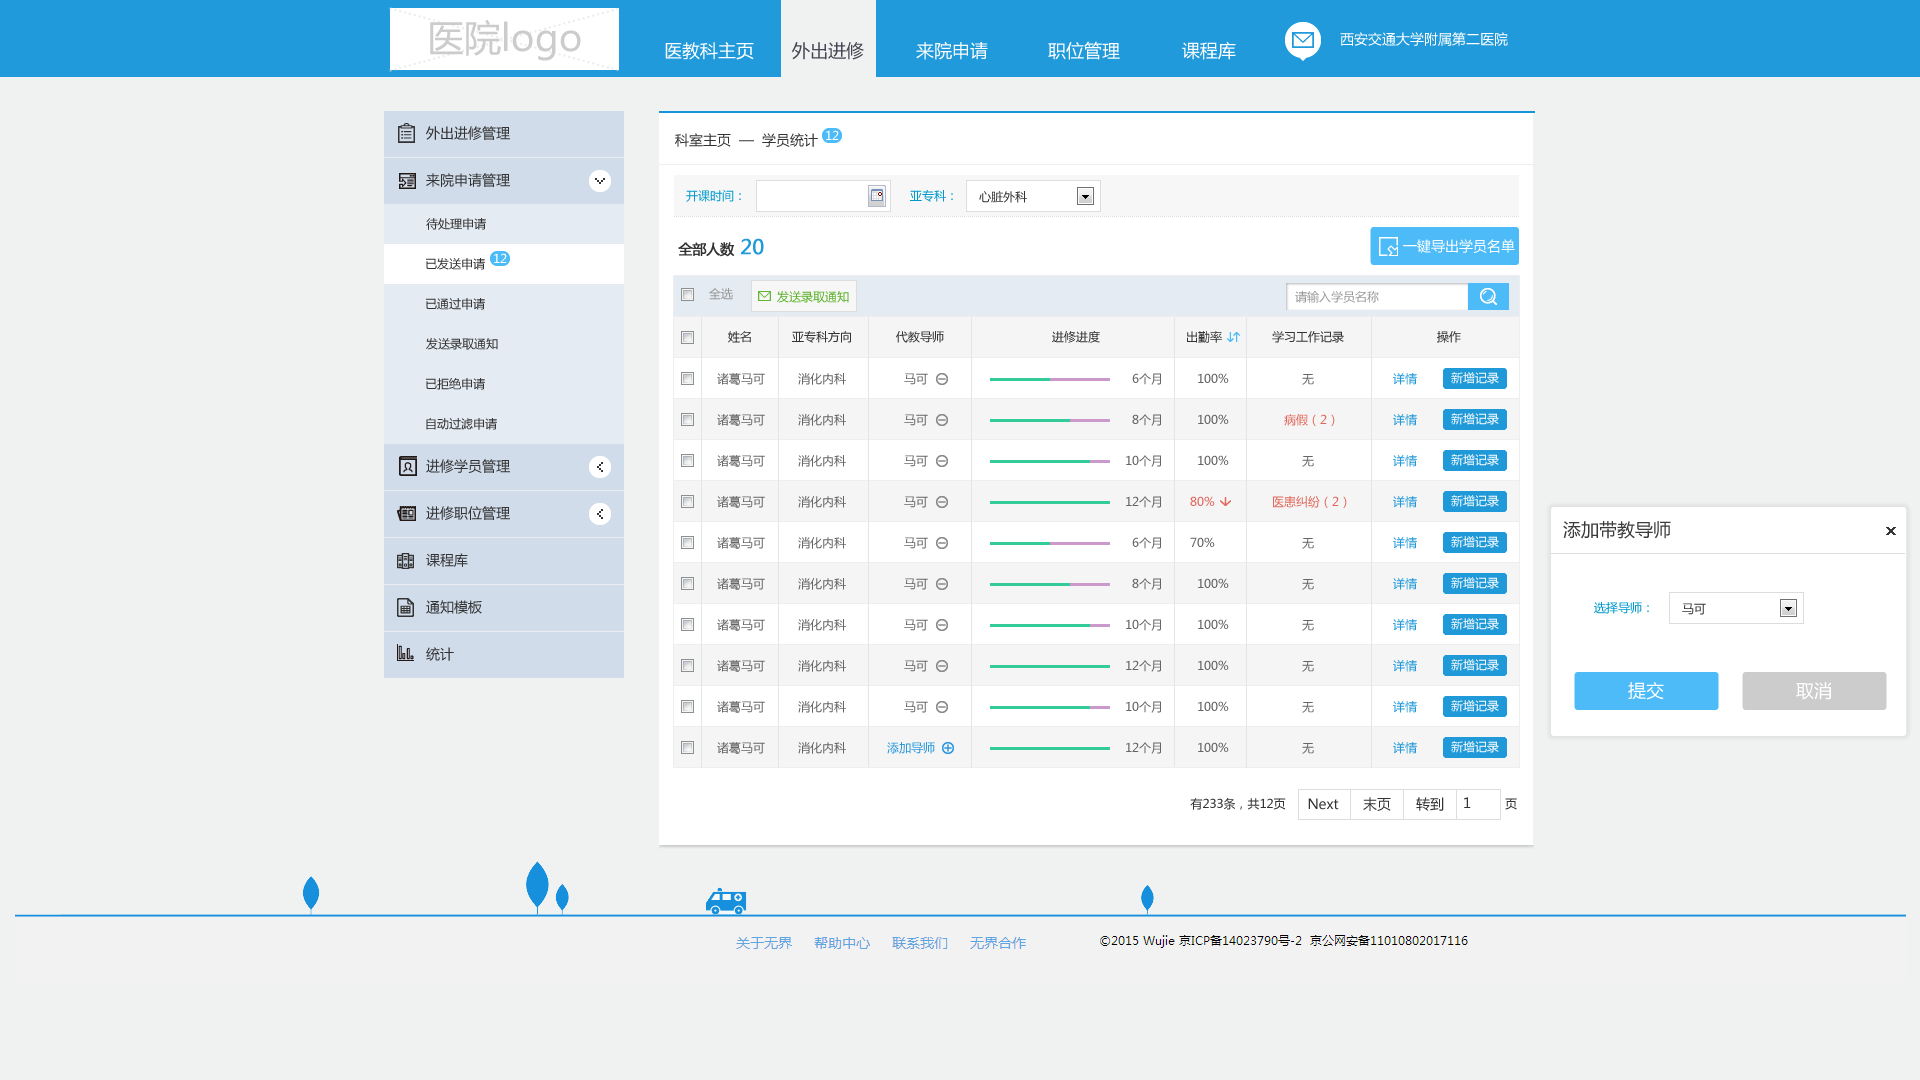 医院logo
医教科主页
外出进修
来院申请
职位管理
课程库
西安交通大学附属第二医院
外出进修管理
来院申请管理
待处理申请
已发送申请 12
已通过申请
发送录取通知
已拒绝申请
自动过滤申请
进修学员管理
进修职位管理
课程库
通知模板
统计
科室主页 — 学员统计 12
开课时间： 亚专科： 心脏外科
全部人数 20
一键导出学员名单
全选 发送录取通知 请输入学员名称
姓名 亚专科方向 代教导师 进修进度 出勤率 学习工作记录 操作
诸葛马可 消化内科 马可 6个月 100% 无 详情 新增记录
诸葛马可 消化内科 马可 8个月 100% 病假（2） 详情 新增记录
诸葛马可 消化内科 马可 10个月 100% 无 详情 新增记录
诸葛马可 消化内科 马可 12个月 80% 医患纠纷（2） 详情 新增记录
诸葛马可 消化内科 马可 6个月 70% 无 详情 新增记录
诸葛马可 消化内科 马可 8个月 100% 无 详情 新增记录
诸葛马可 消化内科 马可 10个月 100% 无 详情 新增记录
诸葛马可 消化内科 马可 12个月 100% 无 详情 新增记录
诸葛马可 消化内科 马可 10个月 100% 无 详情 新增记录
诸葛马可 消化内科 添加导师 12个月 100% 无 详情 新增记录
有233条，共12页 Next 末页 转到 1 页
添加带教导师
选择导师： 马可
提交 取消
关于无界 帮助中心 联系我们 无界合作 ©2015 Wujie 京ICP备14023790号-2 京公网安备11010802017116